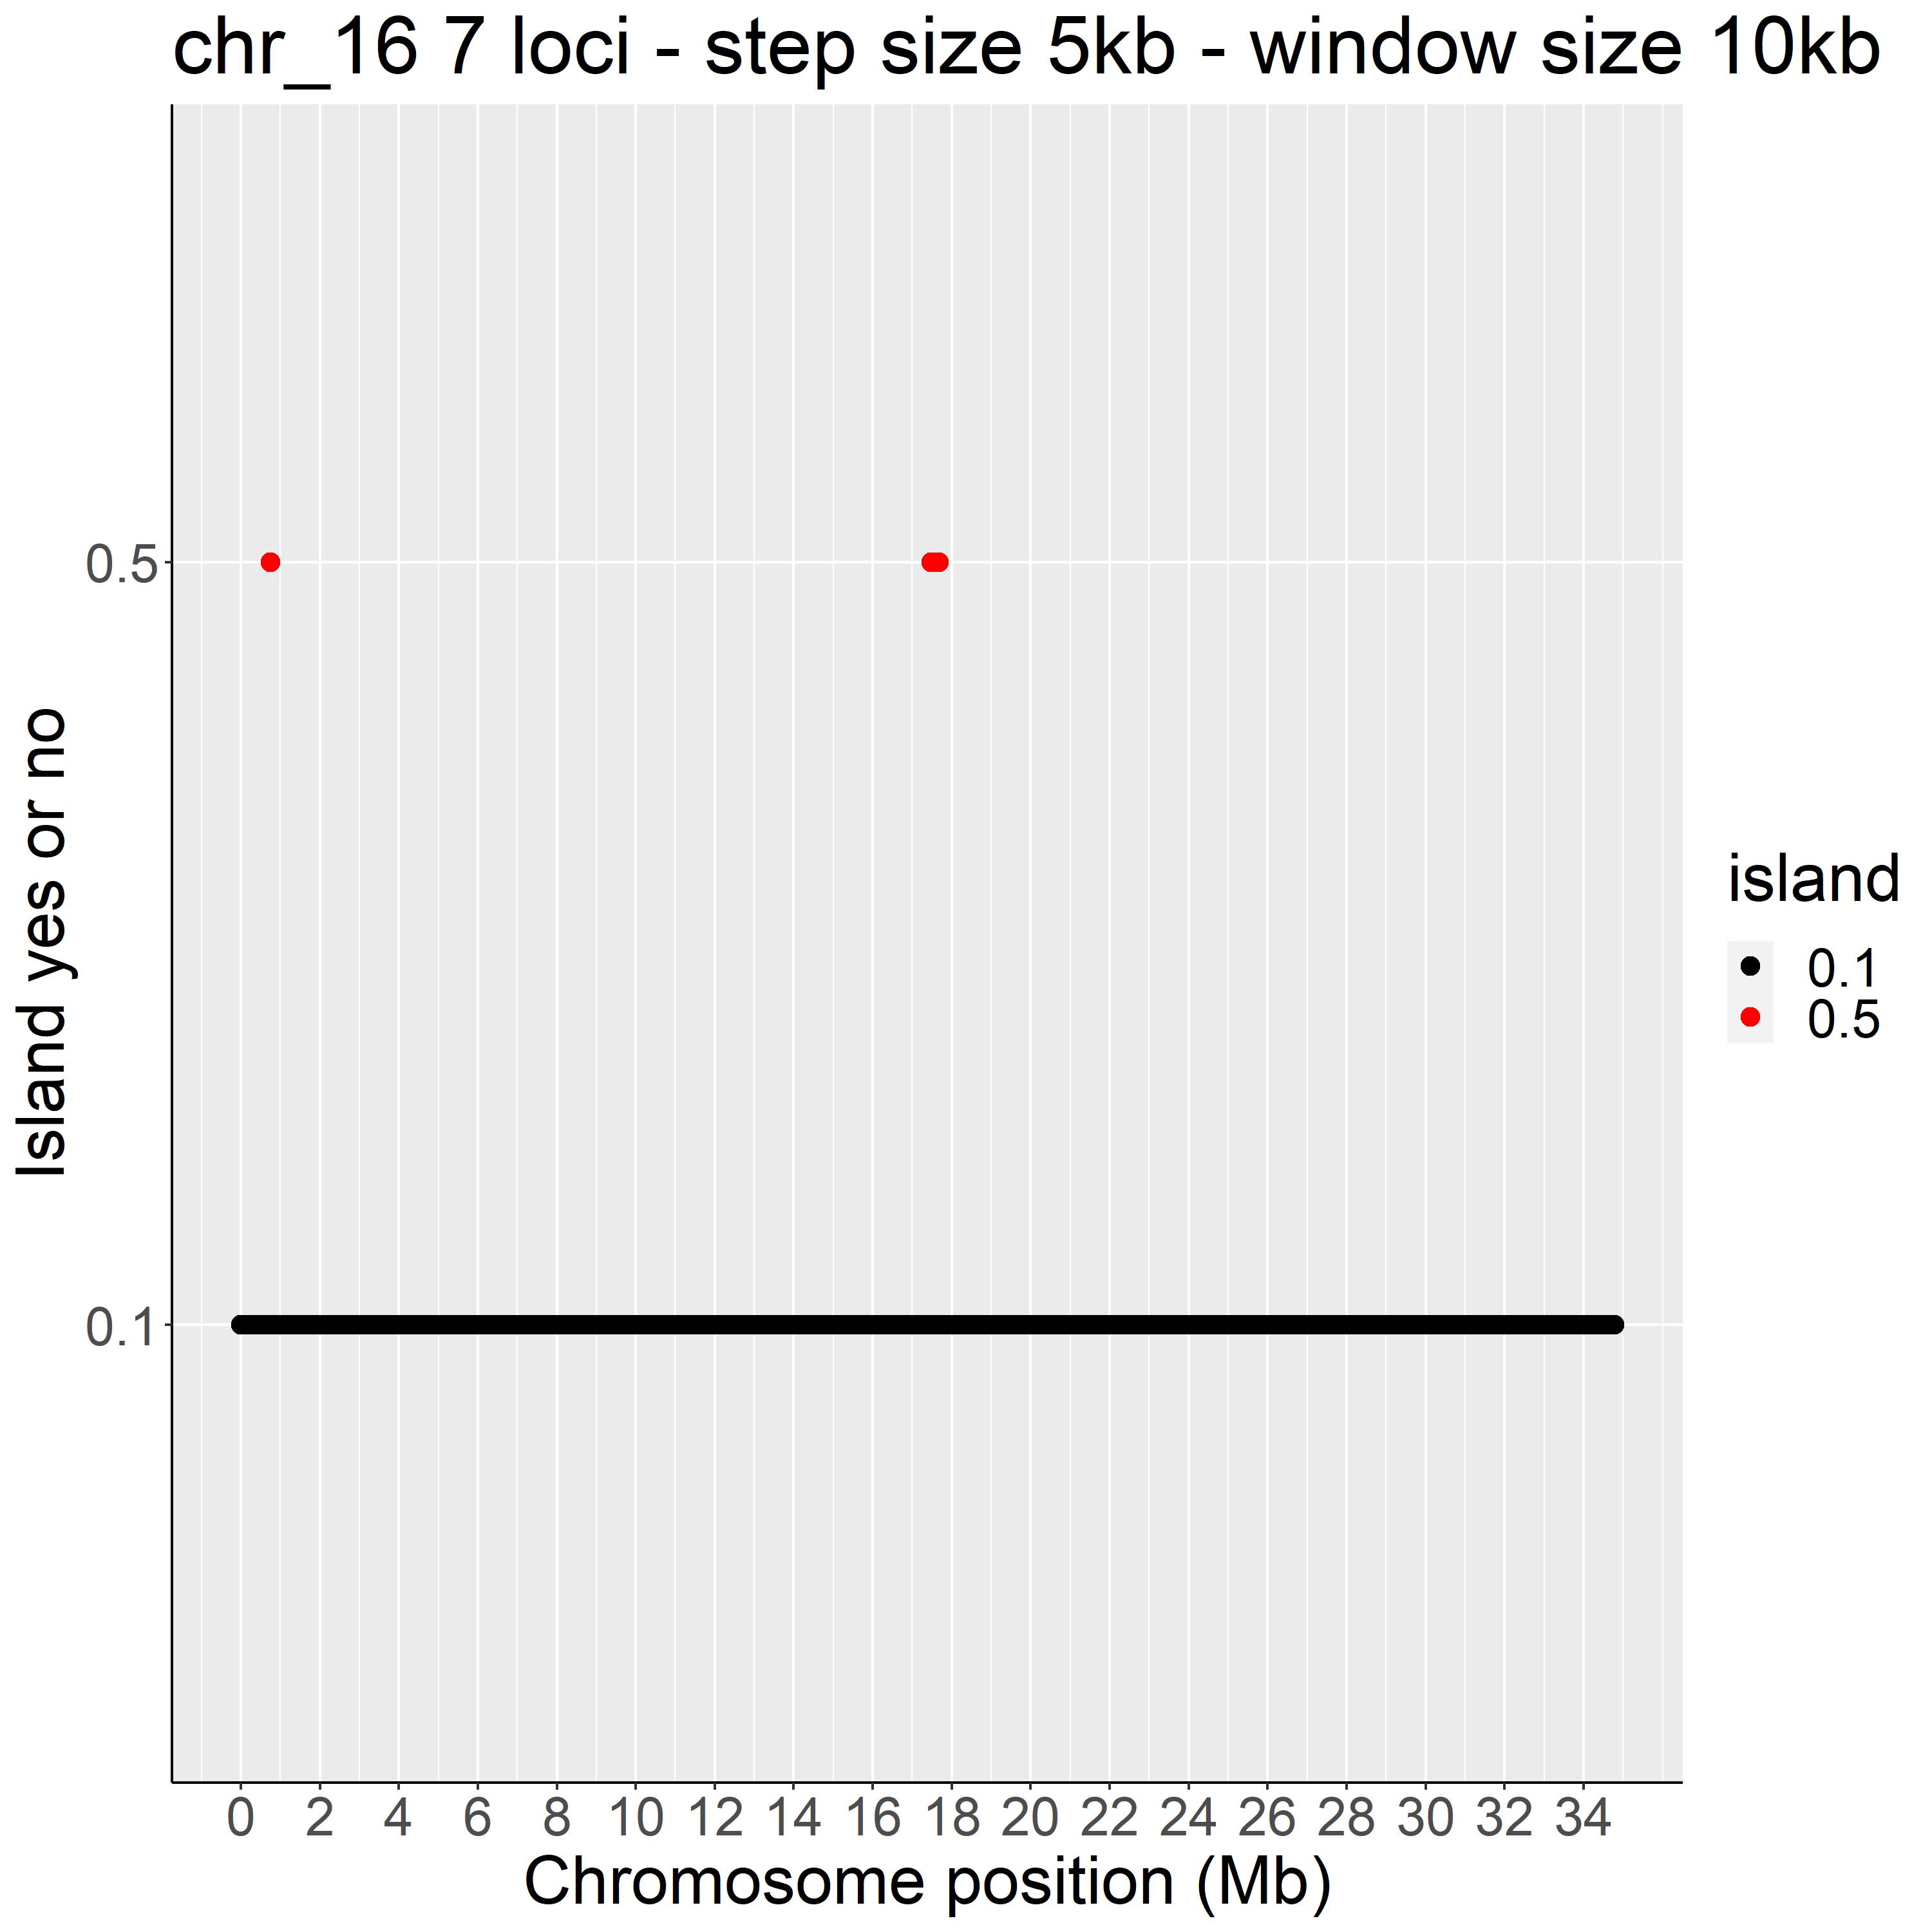 chr_16 7 loci - step size 5kb - window size 10kb
Island yes or no
0.5
0.1
island
0.1
0.5
0 2 4 6 8 10 12 14 16 18 20 22 24 26 28 30 32 34
Chromosome position (Mb)